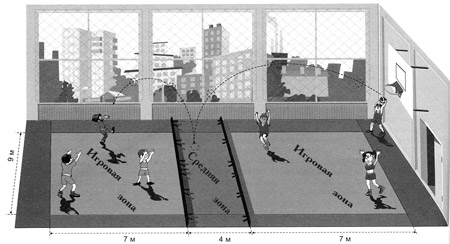 Игровая
зона
Средняя
зона
Игровая
зона
9 м
7 м
4 м
7 м